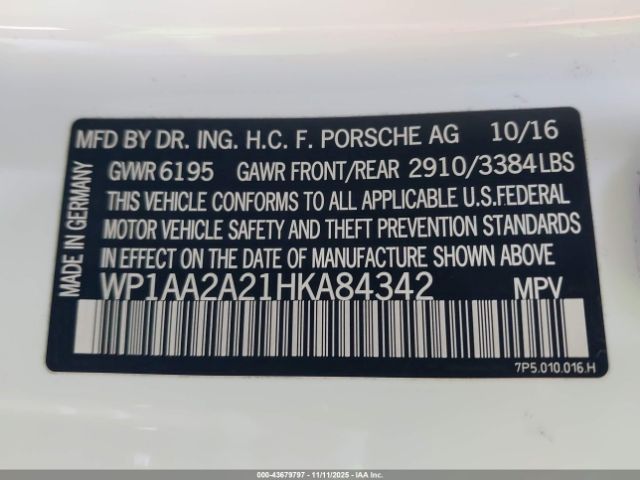 MFD BY DR. ING. H.C. F. PORSCHE AG 10/16
GVWR 6195 GAWR FRONT/REAR 2910/3384 LBS
THIS VEHICLE CONFORMS TO ALL APPLICABLE U.S. FEDERAL
MOTOR VEHICLE SAFETY AND THEFT PREVENTION STANDARDS
IN EFFECT ON THE DATE OF MANUFACTURE SHOWN ABOVE.
WP1AA2A21HKA84342 MPV
7P5.010.016.H
MADE IN GERMANY
000-43679797 - 11/11/2025 - IAAI